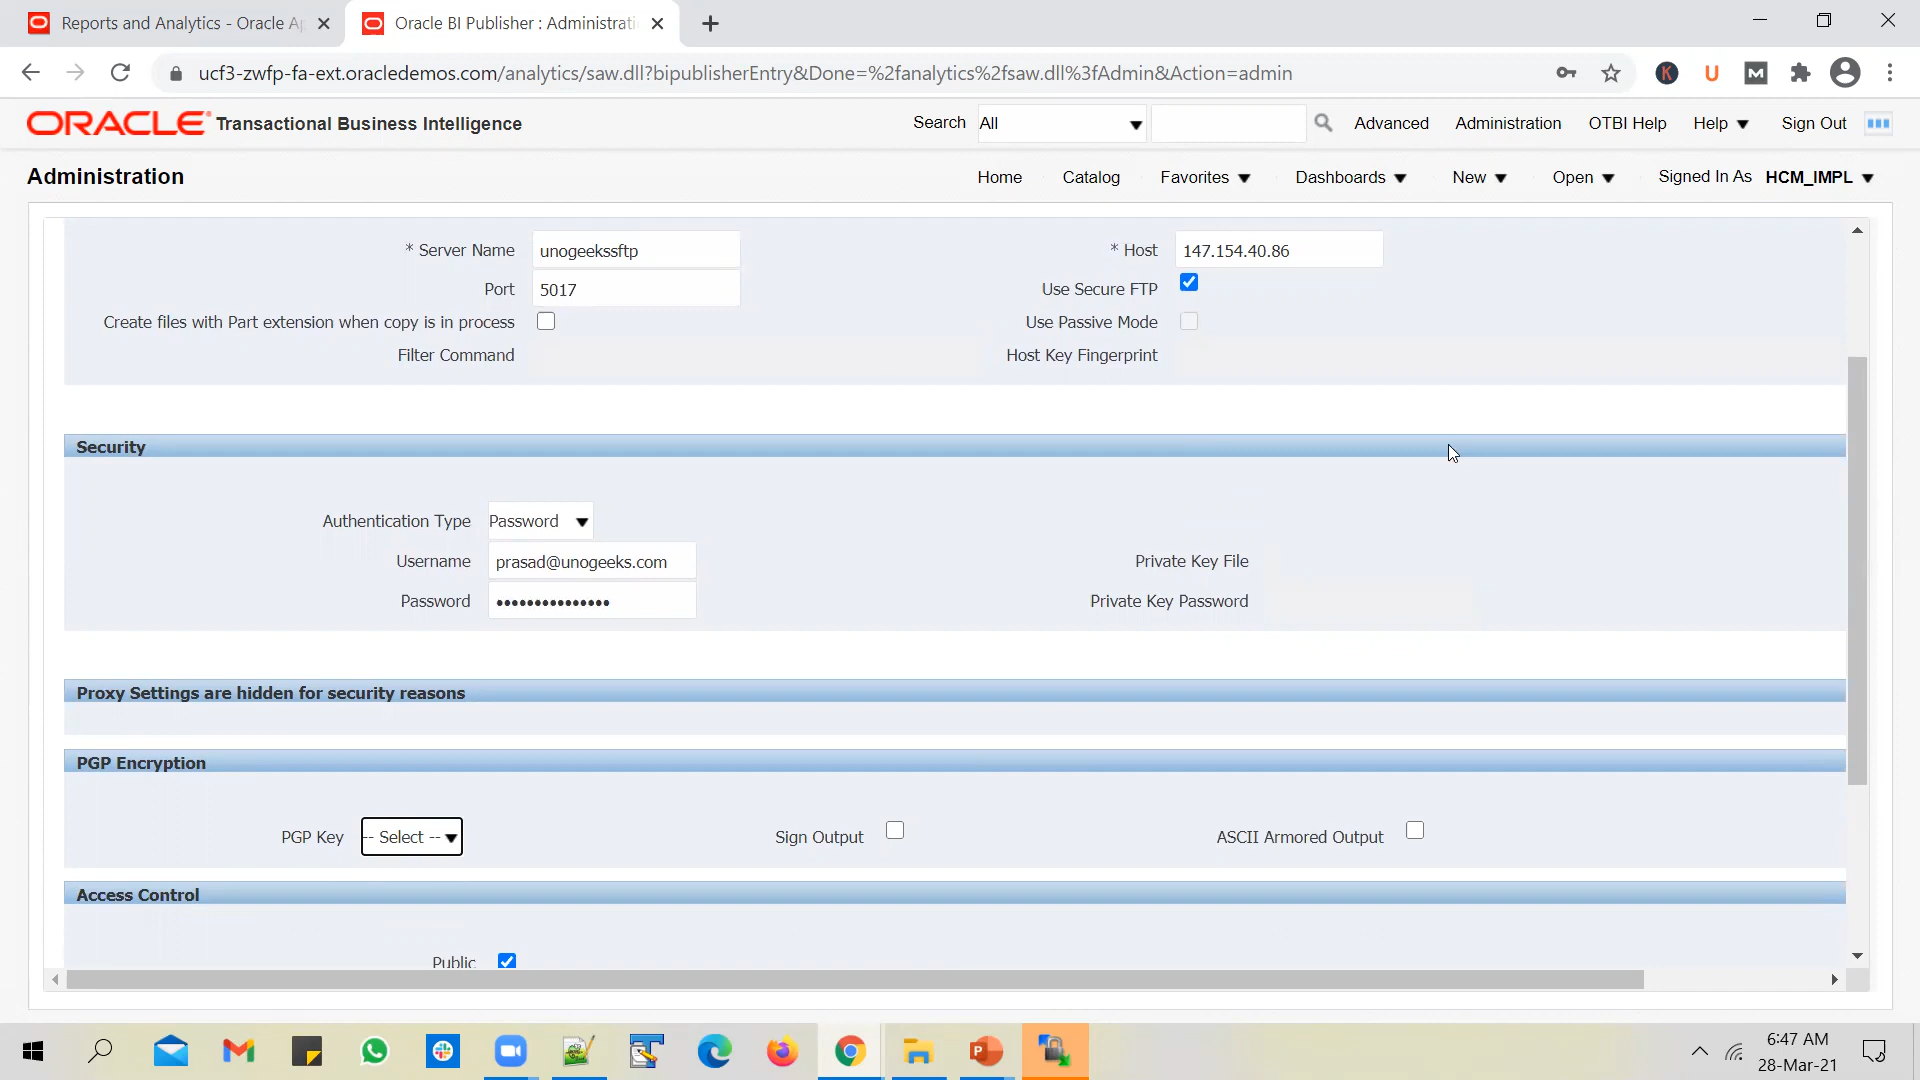 Reports and Analytics - Oracle Ap
Oracle BI Publisher : Administrati
ucf3-zwfp-fa-ext.oracledemos.com/analytics/saw.dll?bipublisherEntry&Done=%2fanalytics%2fsaw.dll%3fAdmin&Action=admin
ORACLE Transactional Business Intelligence
Search All Advanced Administration OTBI Help Help Sign Out
Administration
Home Catalog Favorites Dashboards New Open Signed In As HCM_IMPL
* Server Name unogeekssftp * Host 147.154.40.86
Port 5017 Use Secure FTP
Create files with Part extension when copy is in process Use Passive Mode
Filter Command Host Key Fingerprint
Security
Authentication Type Password
Username prasad@unogeeks.com Private Key File
Password ••••••••••••••• Private Key Password
Proxy Settings are hidden for security reasons
PGP Encryption
PGP Key -- Select -- Sign Output ASCII Armored Output
Access Control
Public
6:47 AM
28-Mar-21